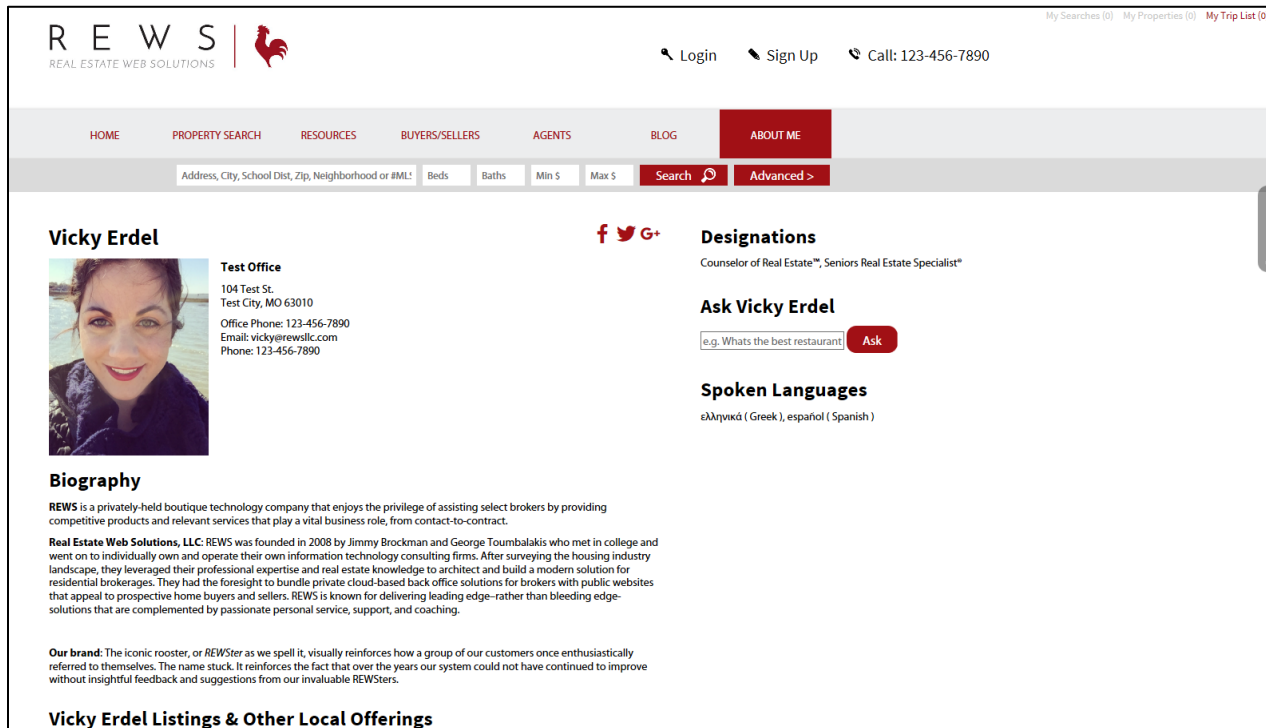 My Searches (0) My Properties (0) My Trip List (0
R E W S
REAL ESTATE WEB SOLUTIONS
Login Sign Up Call: 123-456-7890
HOME PROPERTY SEARCH RESOURCES BUYERS/SELLERS AGENTS BLOG ABOUT ME
Address, City, School Dist, Zip, Neighborhood or #MLS Beds Baths Min $ Max $ Search Advanced >
Vicky Erdel
f G+
Test Office
104 Test St.
Test City, MO 63010
Office Phone: 123-456-7890
Email: vicky@rewsllc.com
Phone: 123-456-7890
Designations
Counselor of Real Estate™, Seniors Real Estate Specialist®
Ask Vicky Erdel
e.g. Whats the best restaurant Ask
Spoken Languages
ελληνικά ( Greek ), español ( Spanish )
Biography
REWS is a privately-held boutique technology company that enjoys the privilege of assisting select brokers by providing
competitive products and relevant services that play a vital business role, from contact-to-contract.
Real Estate Web Solutions, LLC: REWS was founded in 2008 by Jimmy Brockman and George Toumbalakis who met in college and
went on to individually own and operate their own information technology consulting firms. After surveying the housing industry
landscape, they leveraged their professional expertise and real estate knowledge to architect and build a modern solution for
residential brokerages. They had the foresight to bundle private cloud-based back office solutions for brokers with public websites
that appeal to prospective home buyers and sellers. REWS is known for delivering leading edge–rather than bleeding edge-
solutions that are complemented by passionate personal service, support, and coaching.
Our brand: The iconic rooster, or REWSter as we spell it, visually reinforces how a group of our customers once enthusiastically
referred to themselves. The name stuck. It reinforces the fact that over the years our system could not have continued to improve
without insightful feedback and suggestions from our invaluable REWSters.
Vicky Erdel Listings & Other Local Offerings